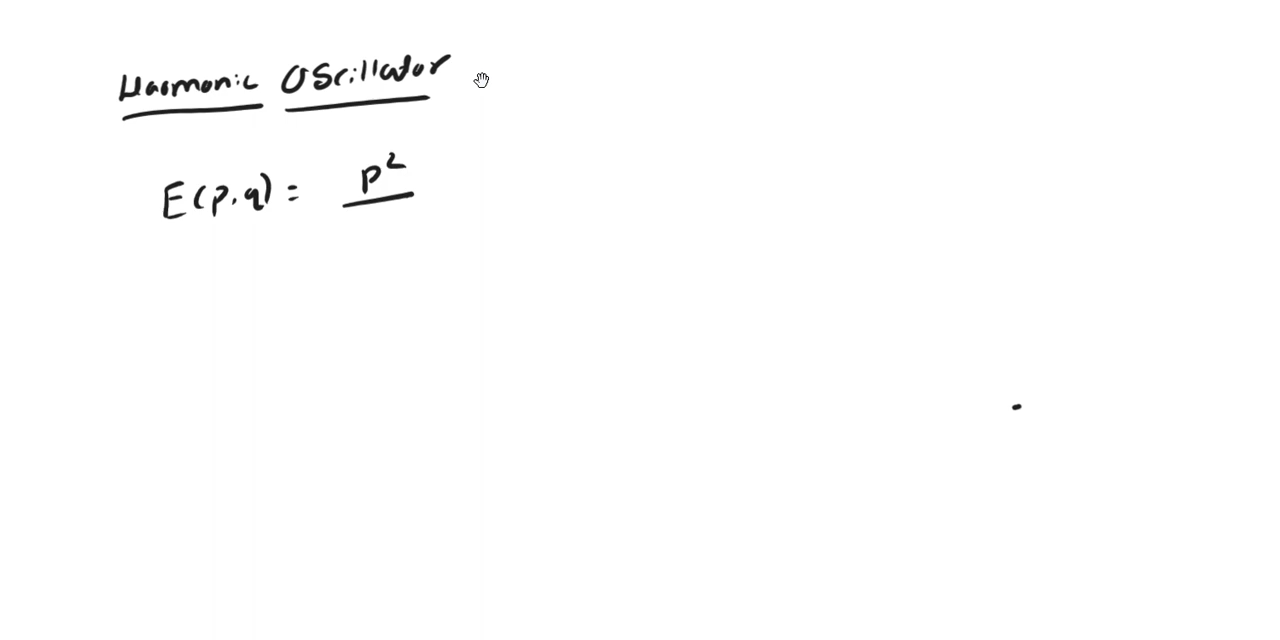 Harmonic Oscillator
E(p,q) = p²